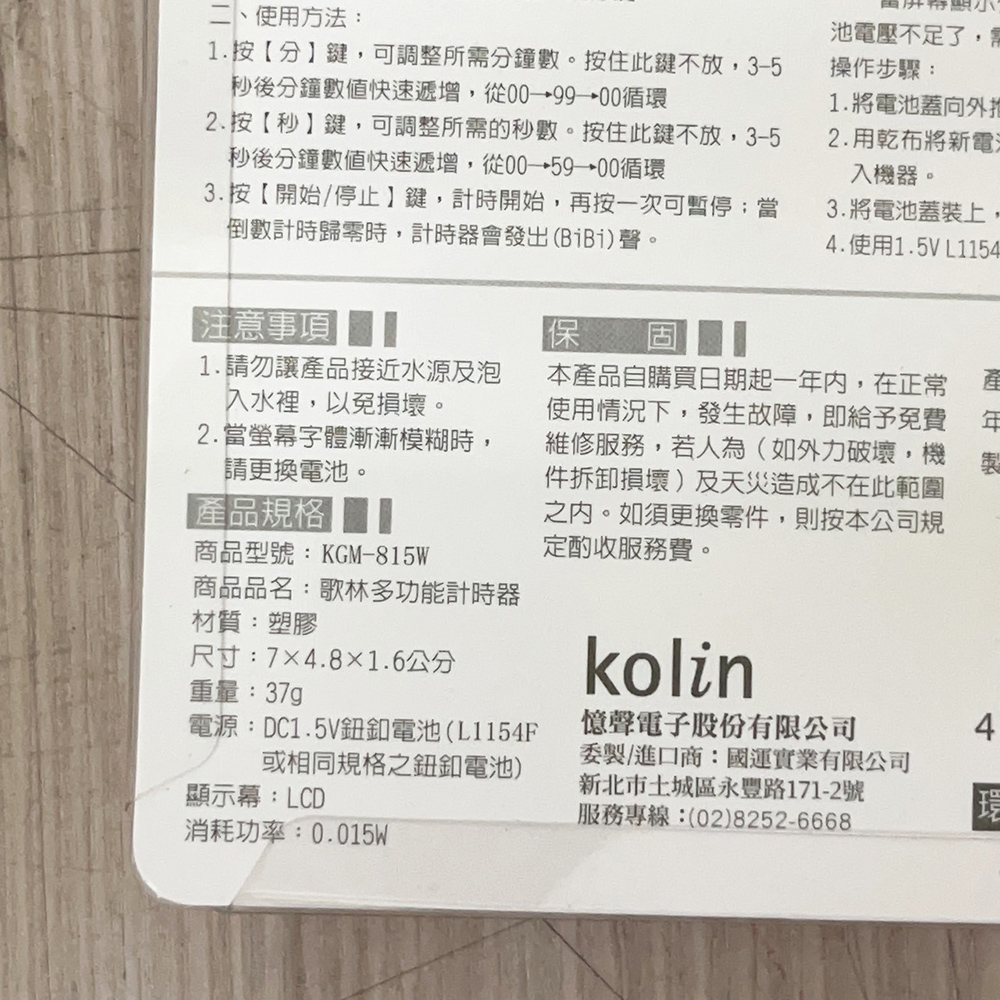 二、使用方法：
1.按【分】鍵，可調整所需分鐘數。按住此鍵不放，3-5
秒後分鐘數值快速遞增，從00→99→00循環
2.按【秒】鍵，可調整所需的秒數。按住此鍵不放，3-5
秒後分鐘數值快速遞增，從00→59→00循環
3.按【開始/停止】鍵，計時開始，再按一次可暫停；當
倒數計時歸零時，計時器會發出(BiBi)聲。
當屏幕顯示
池電壓不足了，需
操作步驟：
1.將電池蓋向外推
2.用乾布將新電池
入機器。
3.將電池蓋裝上，
4.使用1.5V L1154
注意事項
1.請勿讓產品接近水源及泡
入水裡，以免損壞。
2.當螢幕字體漸漸模糊時，
請更換電池。
產品規格
商品型號：KGM-815W
商品品名：歌林多功能計時器
材質：塑膠
尺寸：7×4.8×1.6公分
重量：37g
電源：DC1.5V鈕釦電池(L1154F
或相同規格之鈕釦電池)
顯示幕：LCD
消耗功率：0.015W
保 固
本產品自購買日期起一年內，在正常
使用情況下，發生故障，即給予免費
維修服務，若人為（如外力破壞，機
件拆卸損壞）及天災造成不在此範圍
之內。如須更換零件，則按本公司規
定酌收服務費。
kolin
憶聲電子股份有限公司
委製/進口商：國運實業有限公司
新北市土城區永豐路171-2號
服務專線：(02)8252-6668
產
年
製
4
環